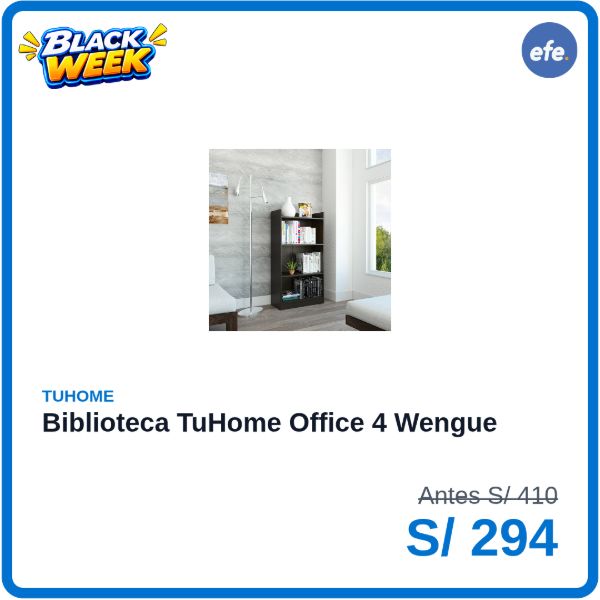 BLACK
WEEK
efe.
TUHOME
Biblioteca TuHome Office 4 Wengue
Antes S/ 410
S/ 294